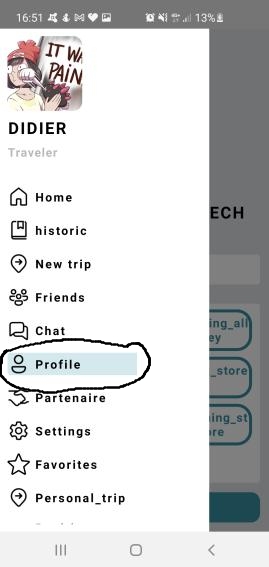 16:51
13%
IT WA
PAIN
DIDIER
Traveler
Home
historic
New trip
Friends
Chat
Profile
Partenaire
Settings
Favorites
Personal_trip
ECH
ing_all
ey
_store
ning_st
ore